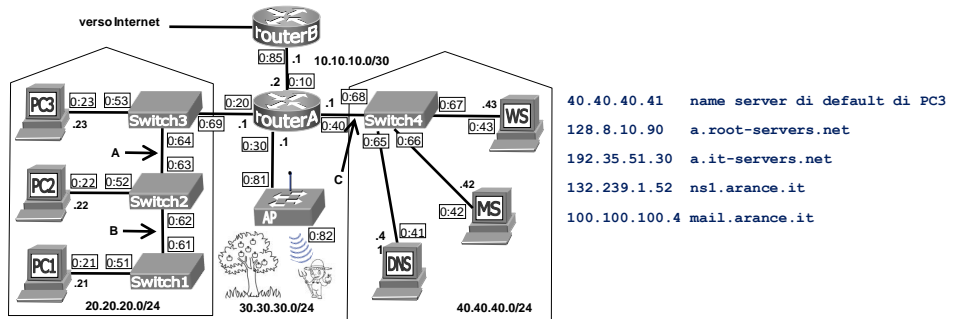 verso Internet
routerB
0:85 .1 10.10.10.0/30
.2 0:10
PC3 0:23 0:53 Switch3 0:20 routerA .1 0:68 Switch4 0:67 .43 WS
.23 0:69 .1 0:40 0:43
0:64 0:30 .1 0:65 0:66
A
0:63 0:81 C
PC2 0:22 0:52 Switch2 AP .42
.22 0:62 0:82 0:42 MS
B
0:61 .4 0:41
1
PC1 0:21 0:51 Switch1 DNS
.21
20.20.20.0/24 30.30.30.0/24 40.40.40.0/24
40.40.40.41 name server di default di PC3
128.8.10.90 a.root-servers.net
192.35.51.30 a.it-servers.net
132.239.1.52 ns1.arance.it
100.100.100.4 mail.arance.it